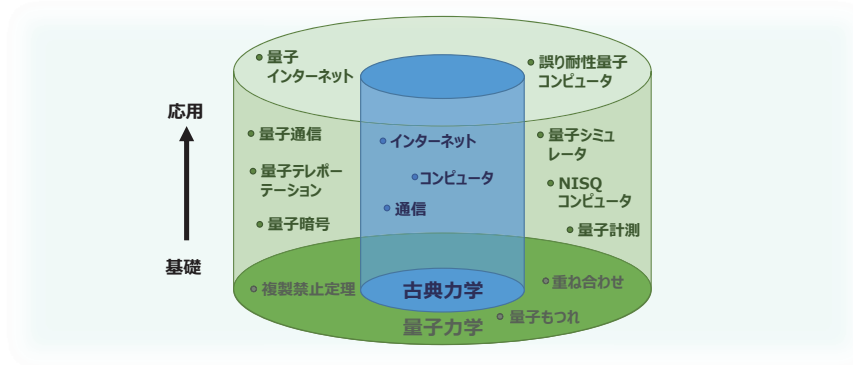 量子
インターネット
誤り耐性量子
コンピュータ
応用
量子通信
インターネット
量子シミュ
レータ
量子テレポー
テーション
コンピュータ
NISQ
コンピュータ
通信
量子暗号
量子計測
基礎
複製禁止定理
古典力学
重ね合わせ
量子もつれ
量子力学